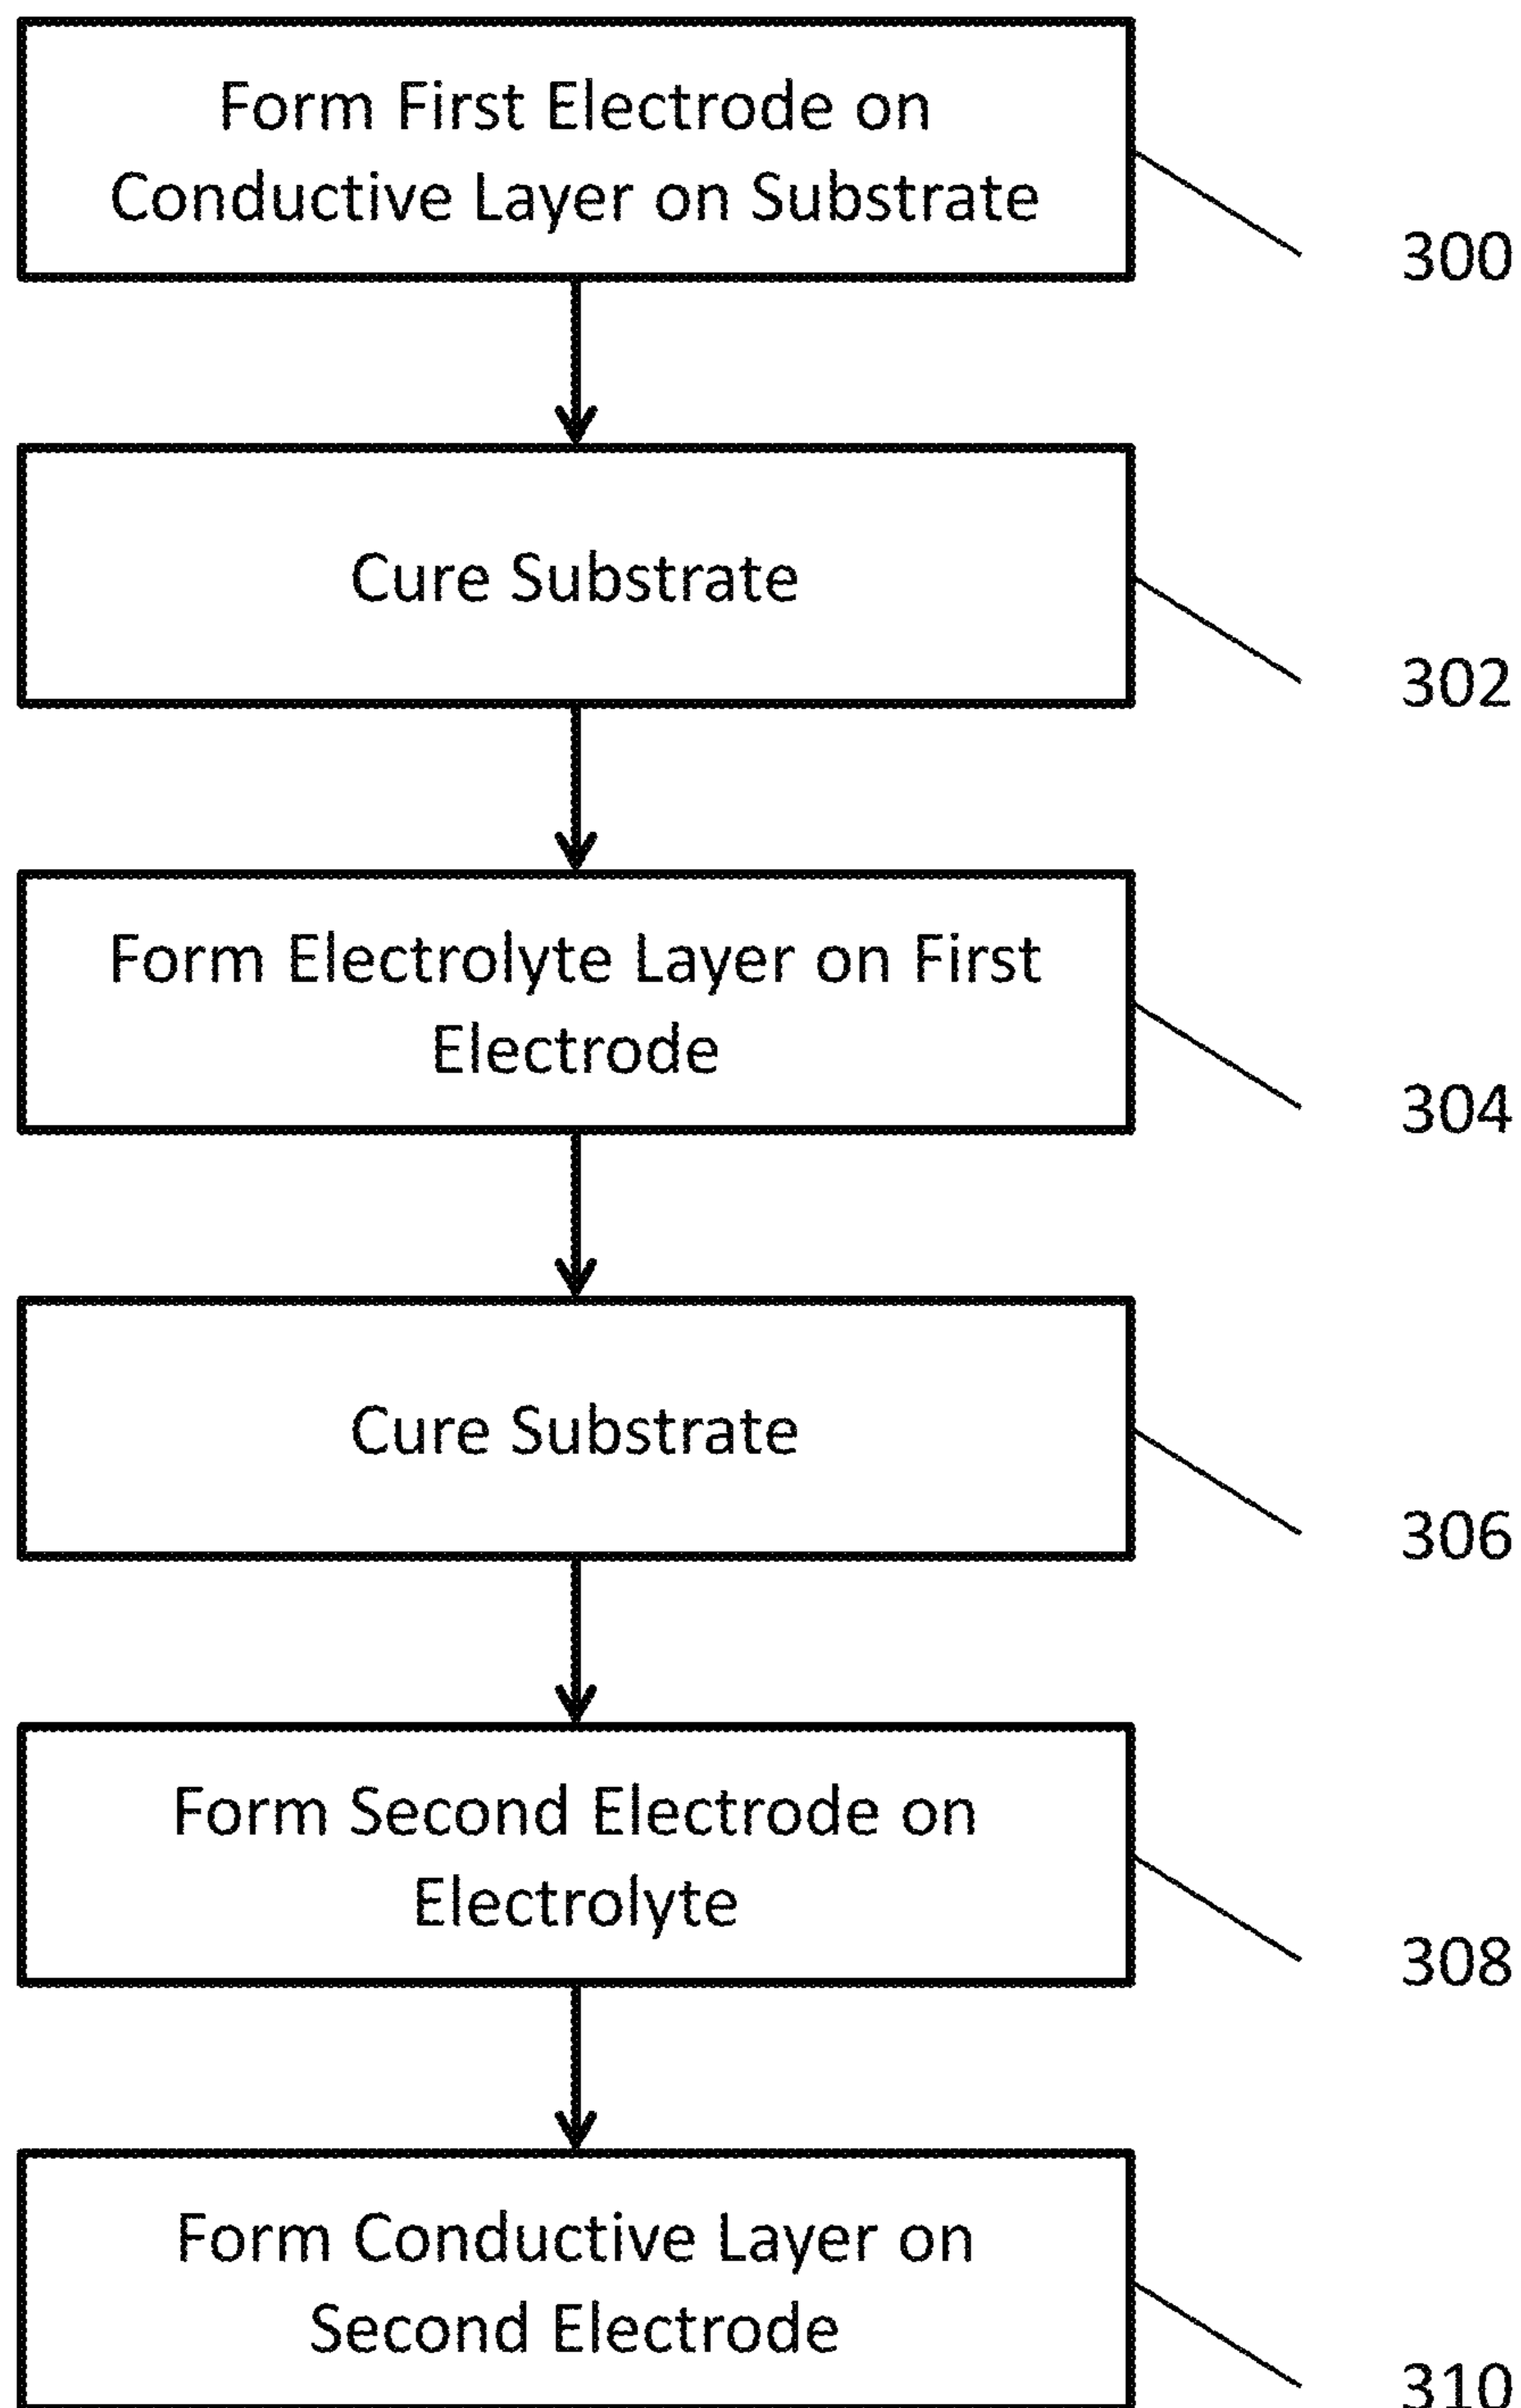 Form First Electrode on
Conductive Layer on Substrate
300
Cure Substrate
302
Form Electrolyte Layer on First
Electrode
304
Cure Substrate
306
Form Second Electrode on
Electrolyte
308
Form Conductive Layer on
Second Electrode
310